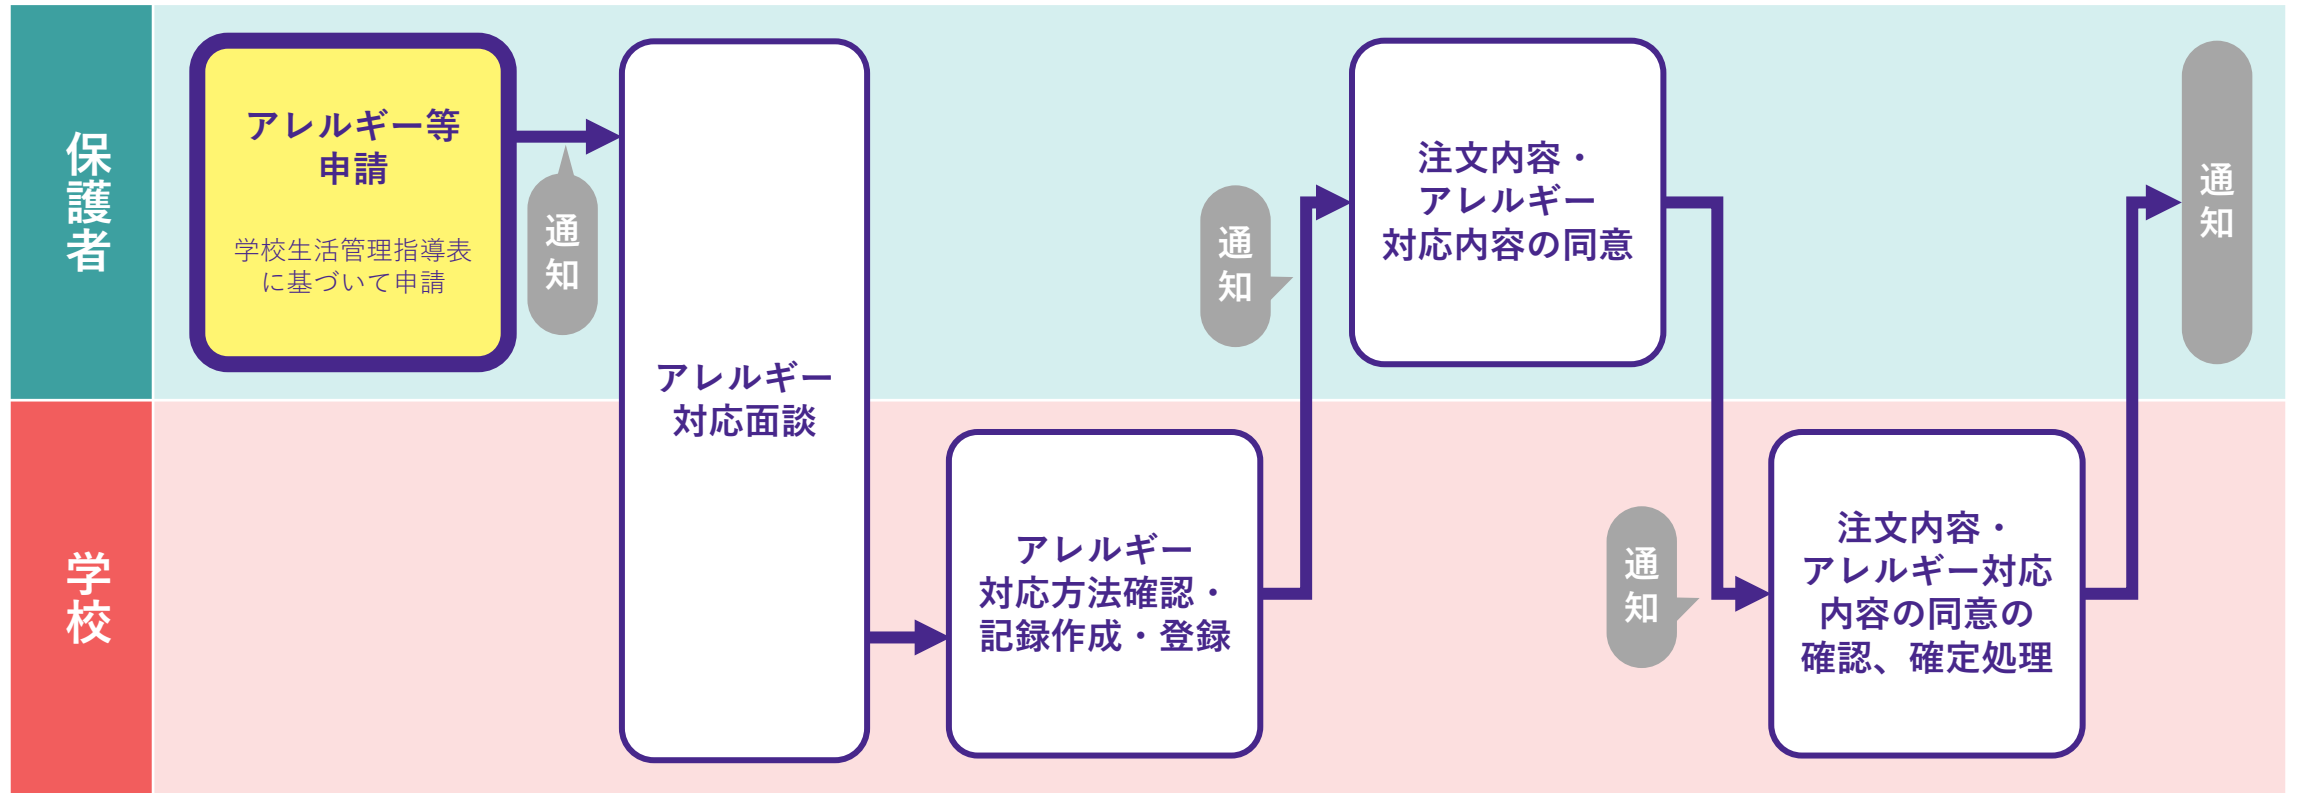 保護者
アレルギー等
申請
学校生活管理指導表
に基づいて申請
通知
アレルギー
対応面談
通知
注文内容・
アレルギー
対応内容の同意
通知
学校
アレルギー
対応方法確認・
記録作成・登録
通知
注文内容・
アレルギー対応
内容の同意の
確認、確定処理